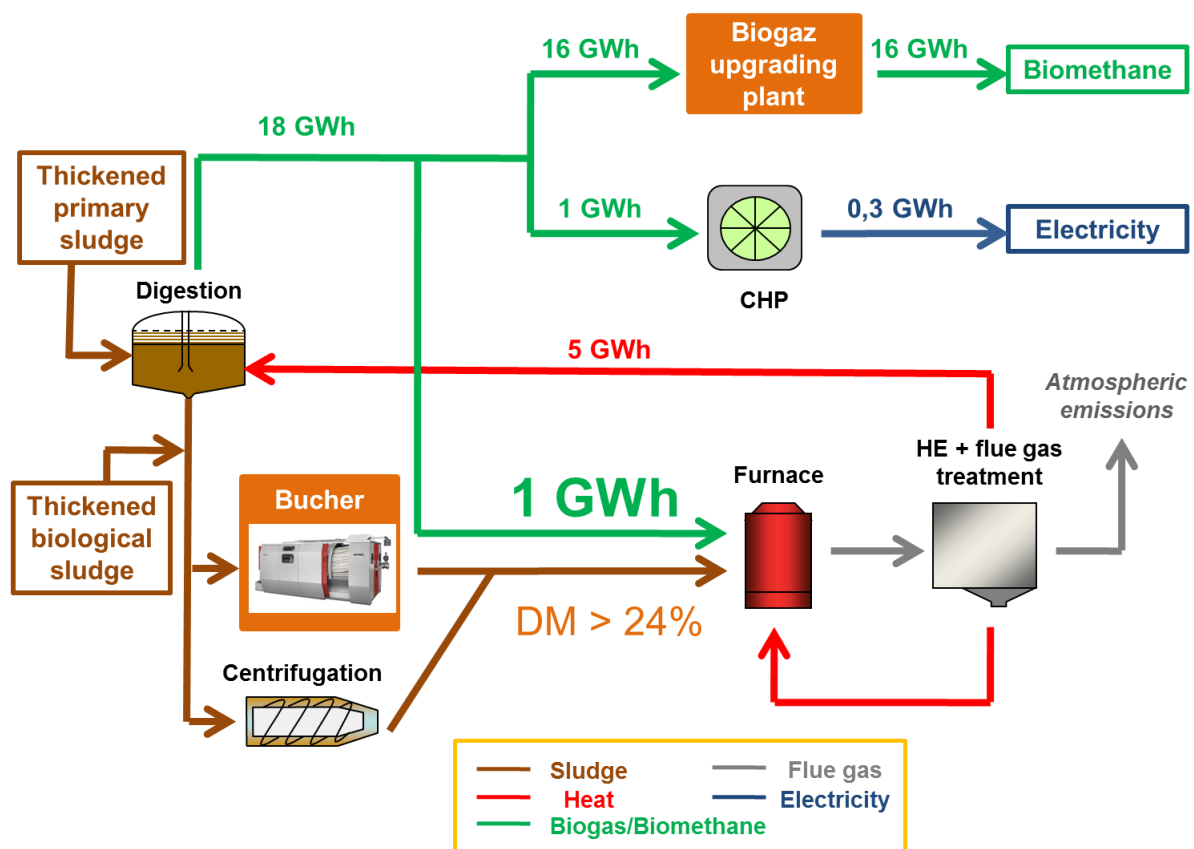 16 GWh
Biogaz
upgrading
plant
16 GWh
Biomethane
18 GWh
Thickened
primary
sludge
1 GWh
0,3 GWh
Electricity
Digestion
CHP
5 GWh
Atmospheric
emissions
HE + flue gas
treatment
Furnace
1 GWh
Bucher
Thickened
biological
sludge
DM > 24%
Centrifugation
Sludge
Flue gas
Heat
Electricity
Biogas/Biomethane